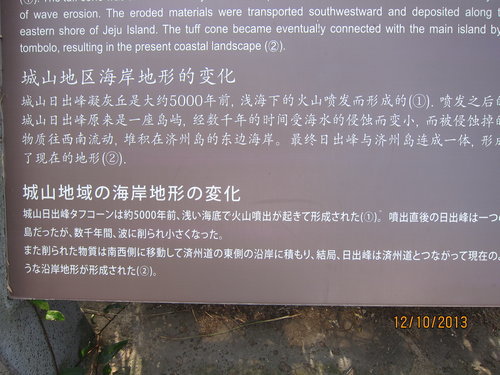 of wave erosion. The eroded materials were transported southwestward and deposited along
eastern shore of Jeju Island. The tuff cone became eventually connected with the main island by
tombolo, resulting in the present coastal landscape (②).
城山地区海岸地形的变化
城山日出峰凝灰丘是大约5000年前, 浅海下的火山喷发而形成的(①). 喷发之后的
城山日出峰原来是一座岛屿, 经数千年的时间受海水的侵蚀而变小, 而被侵蚀掉的
物质往西南流动, 堆积在济州岛的东边海岸。最终日出峰与济州岛连成一体, 形成
了现在的地形(②).
城山地域の海岸地形の変化
城山日出峰タフコーンは約5000年前、浅い海底で火山噴出が起きて形成された(①)。噴出直後の日出峰は一つの
島だったが、数千年間、波に削られ小さくなった。
また削られた物質は南西側に移動して済州道の東側の沿岸に積もり、結局、日出峰は済州道とつながって現在のよ
うな沿岸地形が形成された(②)。
12/10/2013